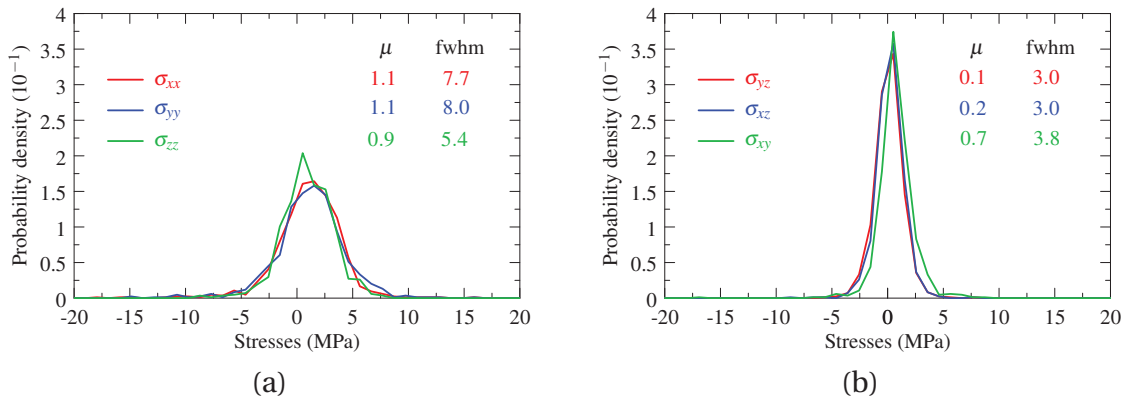 μ fwhm
σxx 1.1 7.7
σyy 1.1 8.0
σzz 0.9 5.4
Probability density (10−1)
4
3.5
3
2.5
2
1.5
1
0.5
0
-20 -15 -10 -5 0 5 10 15 20
Stresses (MPa)
(a)
μ fwhm
σyz 0.1 3.0
σxz 0.2 3.0
σxy 0.7 3.8
Probability density (10−1)
4
3.5
3
2.5
2
1.5
1
0.5
0
-20 -15 -10 -5 0 5 10 15 20
Stresses (MPa)
(b)